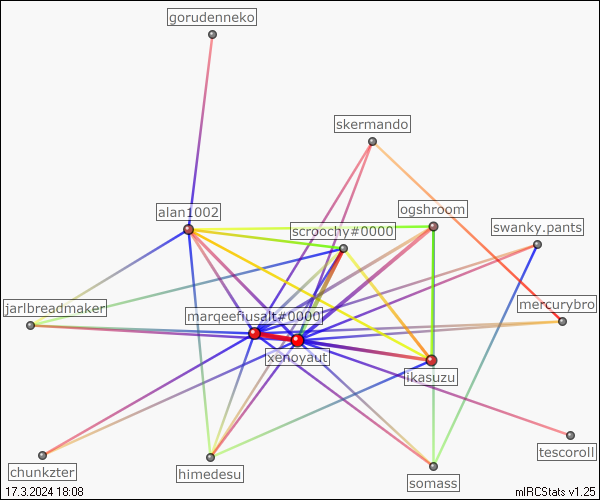 gorudenneko
skermando
alan1002
ogshroom
scroochy#0000
swanky.pants
jarlbreadmaker
marqeefiusalt#0000
mercurybro
xenoyaut
ikasuzu
tescoroll
chunkzter
himedesu
somass
17.3.2024 18:08
mIRCStats v1.25